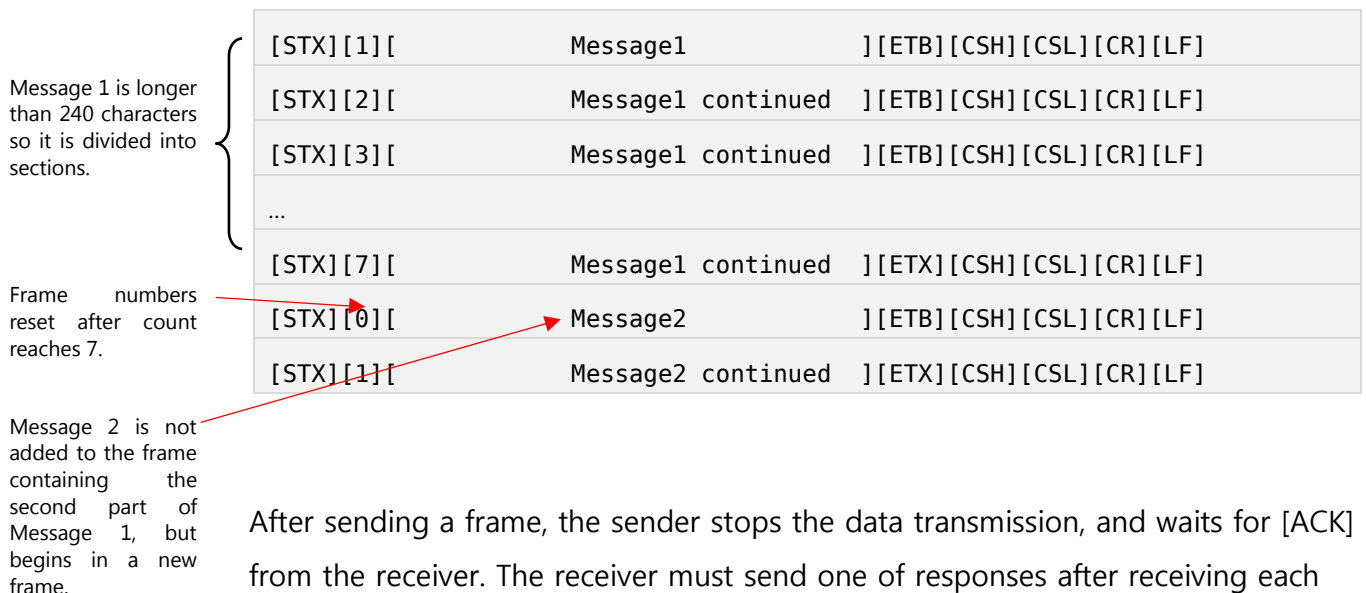 [STX][1][ Message1 ][ETB][CSH][CSL][CR][LF]
Message 1 is longer
than 240 characters
so it is divided into
sections.
[STX][2][ Message1 continued ][ETB][CSH][CSL][CR][LF]
[STX][3][ Message1 continued ][ETB][CSH][CSL][CR][LF]
…
[STX][7][ Message1 continued ][ETX][CSH][CSL][CR][LF]
Frame numbers
reset after count
reaches 7.
[STX][0][ Message2 ][ETB][CSH][CSL][CR][LF]
[STX][1][ Message2 continued ][ETX][CSH][CSL][CR][LF]
Message 2 is not
added to the frame
containing the
second part of
Message 1, but
begins in a new
frame.
After sending a frame, the sender stops the data transmission, and waits for [ACK]
from the receiver. The receiver must send one of responses after receiving each